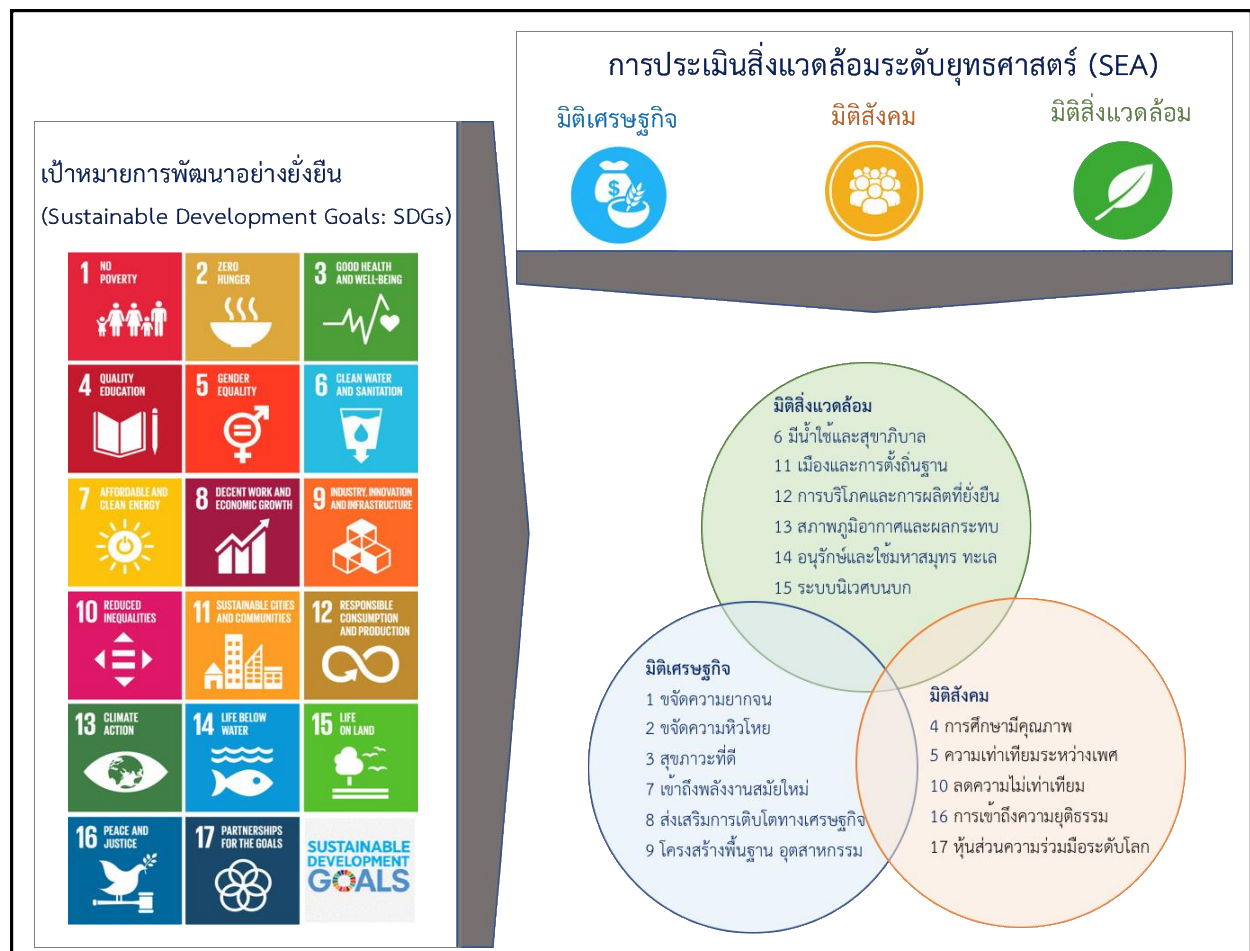 การประเมินสิ่งแวดล้อมระดับยุทธศาสตร์ (SEA)
มิติเศรษฐกิจ
มิติสังคม
มิติสิ่งแวดล้อม
$
เป้าหมายการพัฒนาอย่างยั่งยืน
(Sustainable Development Goals: SDGs)
1 NO
POVERTY
2 ZERO
HUNGER
3 GOOD HEALTH
AND WELL-BEING
4 QUALITY
EDUCATION
5 GENDER
EQUALITY
6 CLEAN WATER
AND SANITATION
7 AFFORDABLE AND
CLEAN ENERGY
8 DECENT WORK AND
ECONOMIC GROWTH
9 INDUSTRY, INNOVATION
AND INFRASTRUCTURE
10 REDUCED
INEQUALITIES
11 SUSTAINABLE CITIES
AND COMMUNITIES
12 RESPONSIBLE
CONSUMPTION
AND PRODUCTION
13 CLIMATE
ACTION
14 LIFE BELOW
WATER
15 LIFE
ON LAND
16 PEACE AND
JUSTICE
17 PARTNERSHIPS
FOR THE GOALS
SUSTAINABLE
DEVELOPMENT
GOALS
มิติสิ่งแวดล้อม
6 มีน้ำใช้และสุขาภิบาล
11 เมืองและการตั้งถิ่นฐาน
12 การบริโภคและการผลิตที่ยั่งยืน
13 สภาพภูมิอากาศและผลกระทบ
14 อนุรักษ์และใช้มหาสมุทร ทะเล
15 ระบบนิเวศบนบก
มิติเศรษฐกิจ
1 ขจัดความยากจน
2 ขจัดความหิวโหย
3 สุขภาวะที่ดี
7 เข้าถึงพลังงานสมัยใหม่
8 ส่งเสริมการเติบโตทางเศรษฐกิจ
9 โครงสร้างพื้นฐาน อุตสาหกรรม
มิติสังคม
4 การศึกษามีคุณภาพ
5 ความเท่าเทียมระหว่างเพศ
10 ลดความไม่เท่าเทียม
16 การเข้าถึงความยุติธรรม
17 หุ้นส่วนความร่วมมือระดับโลก